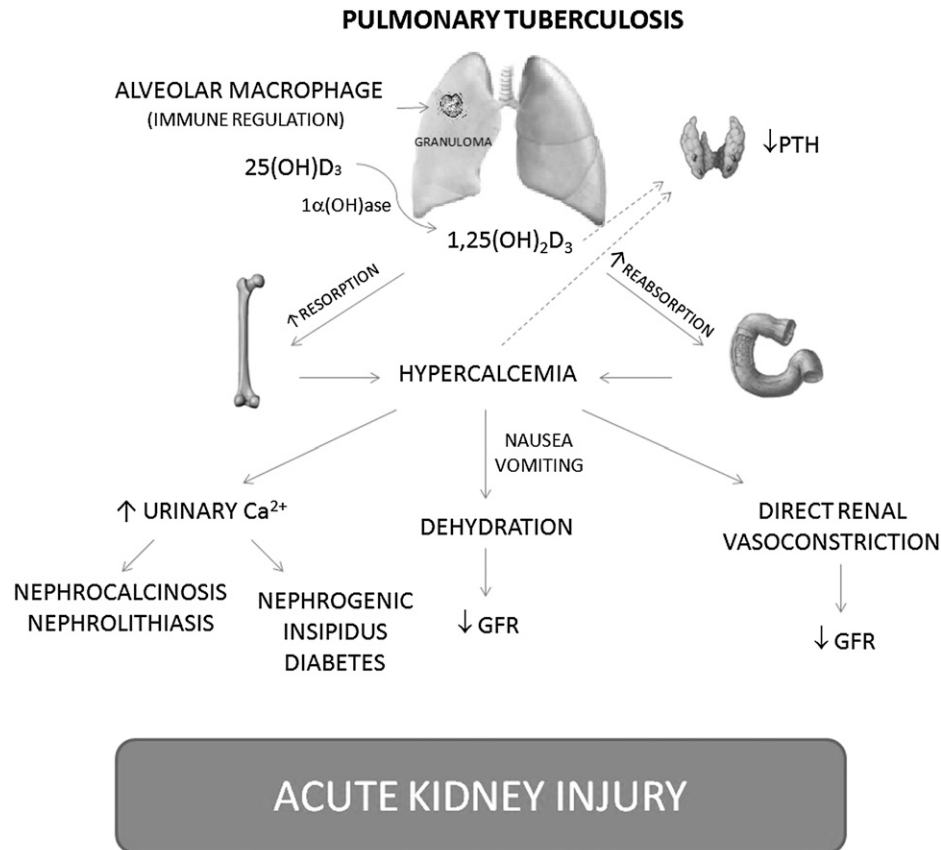 PULMONARY TUBERCULOSIS
ALVEOLAR MACROPHAGE
(IMMUNE REGULATION)
GRANULOMA
↓PTH
25(OH)D₃
1α(OH)ase
1,25(OH)₂D₃
↑ RESORPTION
↑ REABSORPTION
HYPERCALCEMIA
NAUSEA
VOMITING
↑ URINARY Ca²⁺
DEHYDRATION
DIRECT RENAL
VASOCONSTRICTION
NEPHROCALCINOSIS
NEPHROLITHIASIS
NEPHROGENIC
INSIPIDUS
DIABETES
↓ GFR
↓ GFR
ACUTE KIDNEY INJURY